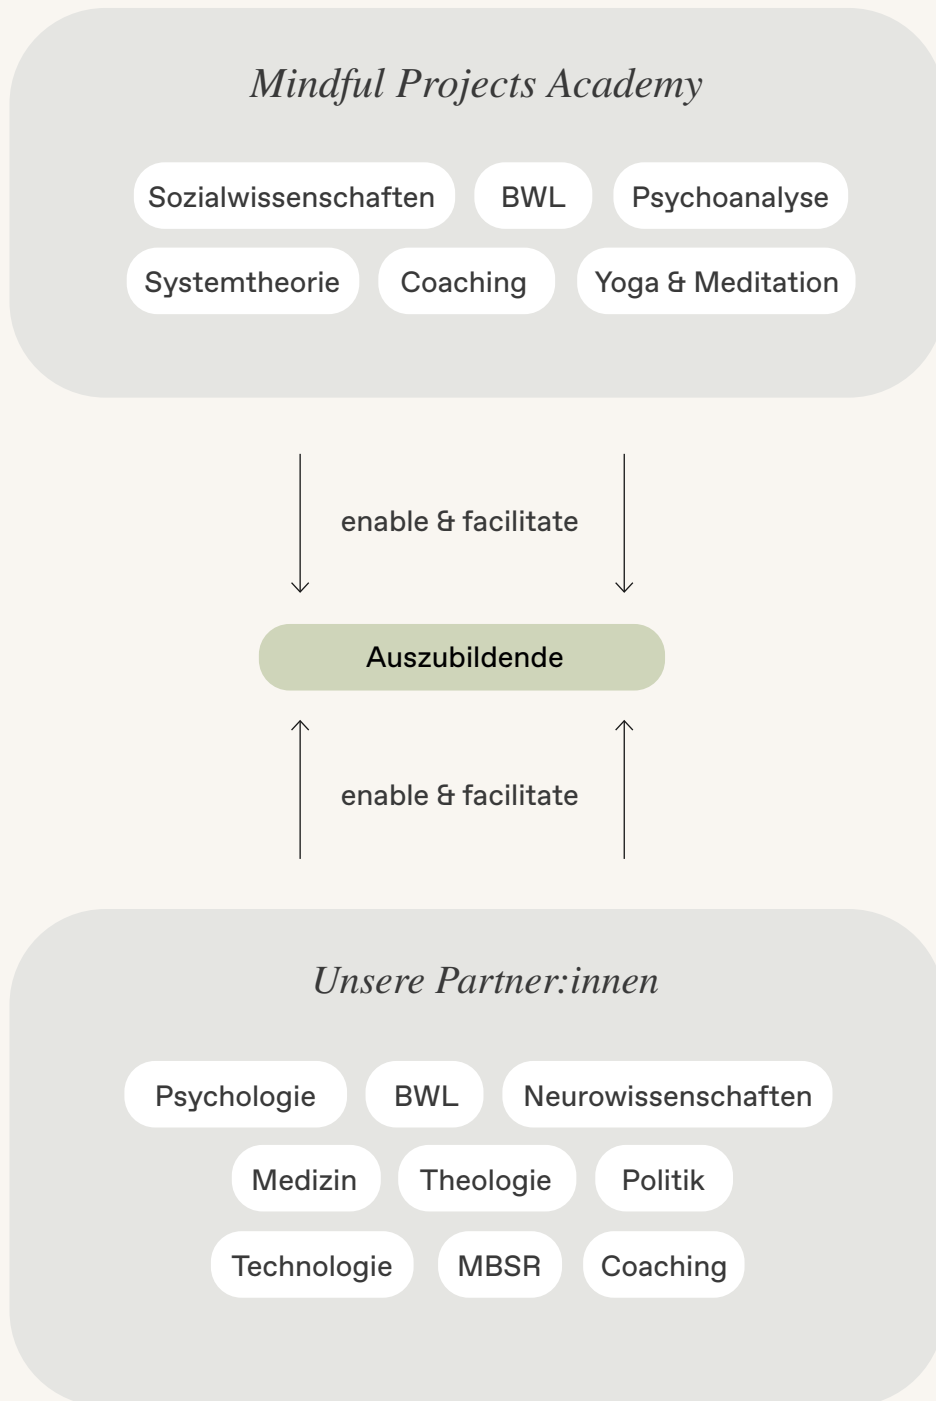 Mindful Projects Academy
Sozialwissenschaften BWL Psychoanalyse
Systemtheorie Coaching Yoga & Meditation
enable & facilitate
Auszubildende
enable & facilitate
Unsere Partner:innen
Psychologie BWL Neurowissenschaften
Medizin Theologie Politik
Technologie MBSR Coaching